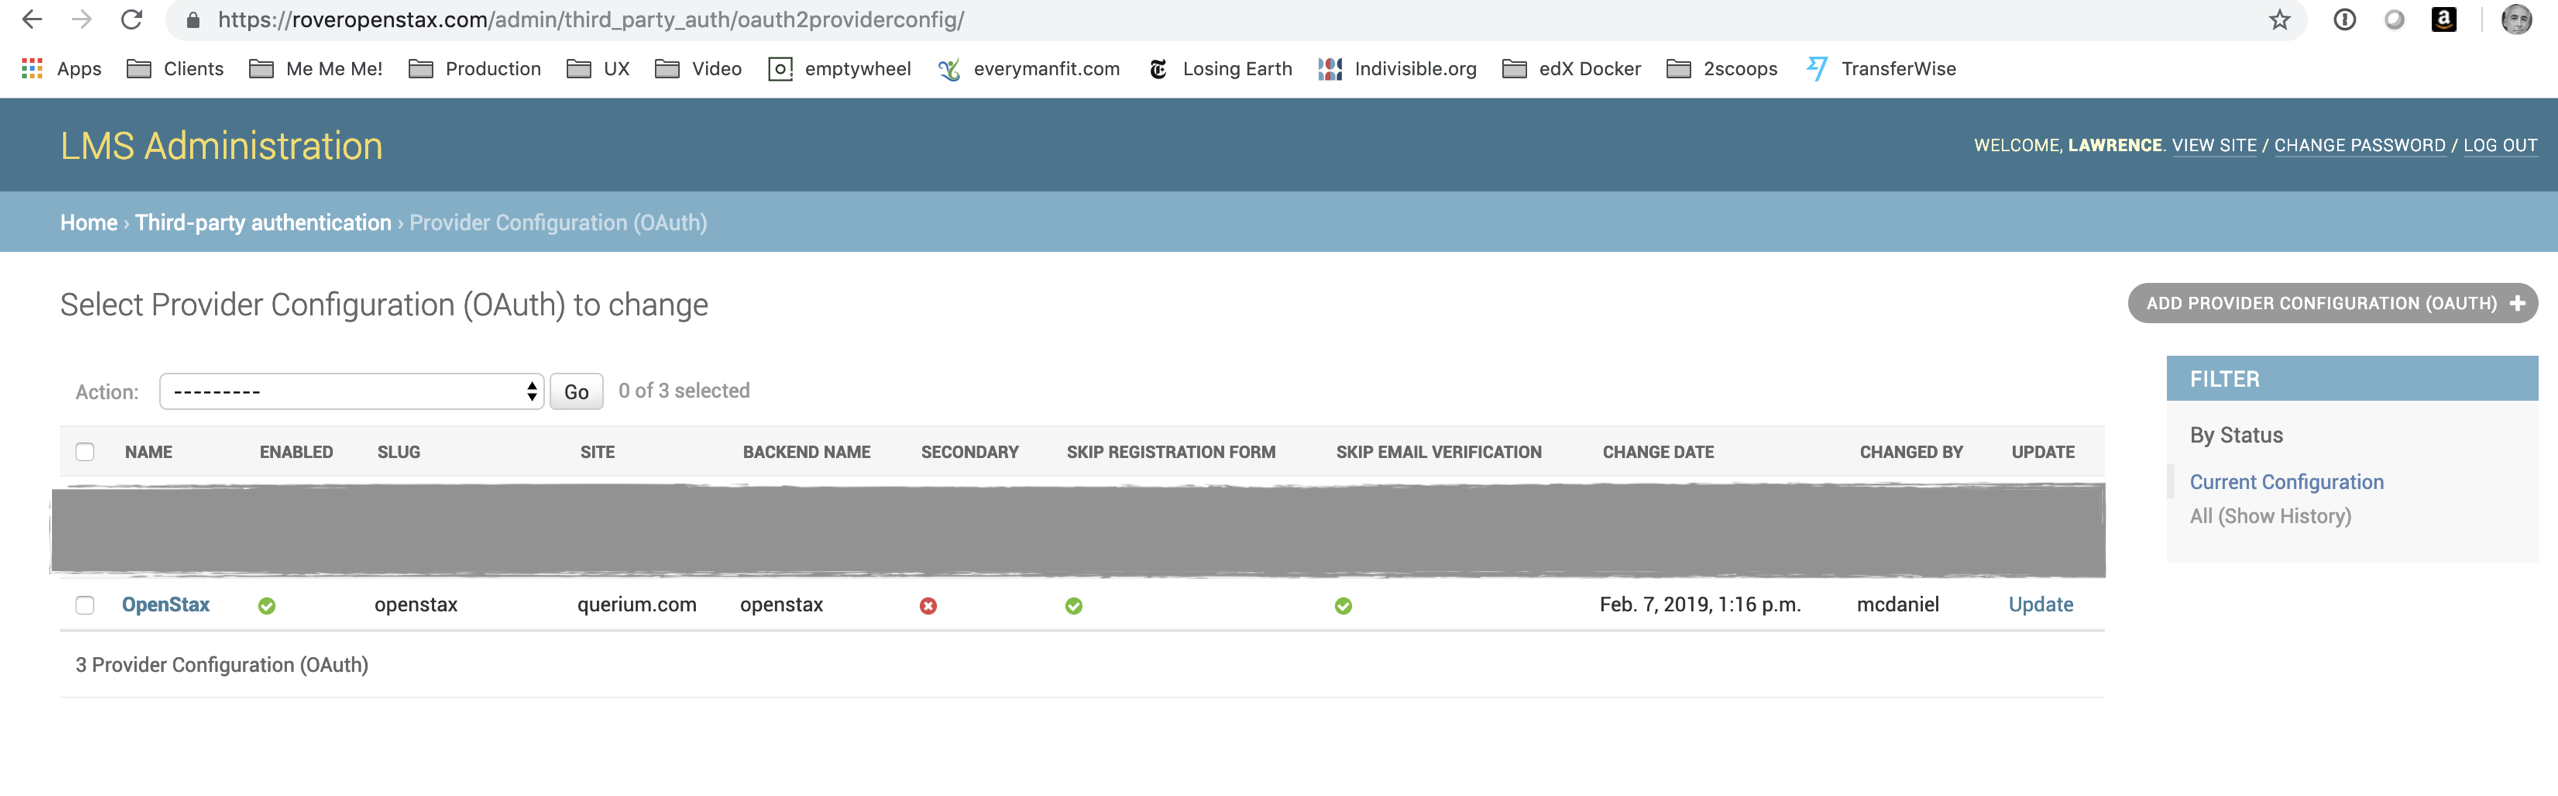 https://roveropenstax.com/admin/third_party_auth/oauth2providerconfig/
Apps Clients Me Me Me! Production UX Video emptywheel everymanfit.com Losing Earth Indivisible.org edX Docker 2scoops TransferWise
LMS Administration
WELCOME, LAWRENCE. VIEW SITE / CHANGE PASSWORD / LOG OUT
Home › Third-party authentication › Provider Configuration (OAuth)
Select Provider Configuration (OAuth) to change
ADD PROVIDER CONFIGURATION (OAUTH) +
Action: --------- Go 0 of 3 selected
NAME ENABLED SLUG SITE BACKEND NAME SECONDARY SKIP REGISTRATION FORM SKIP EMAIL VERIFICATION CHANGE DATE CHANGED BY UPDATE
OpenStax openstax querium.com openstax Feb. 7, 2019, 1:16 p.m. mcdaniel Update
3 Provider Configuration (OAuth)
FILTER
By Status
Current Configuration
All (Show History)